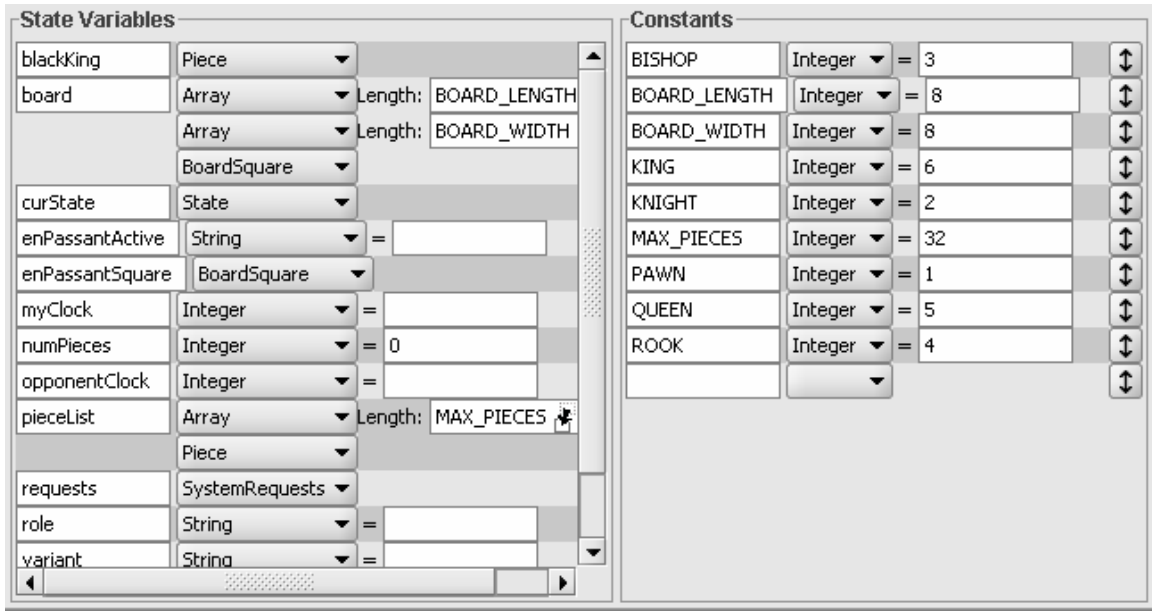 State Variables
blackKing Piece
board Array Length: BOARD_LENGTH
Array Length: BOARD_WIDTH
BoardSquare
curState State
enPassantActive String =
enPassantSquare BoardSquare
myClock Integer =
numPieces Integer = 0
opponentClock Integer =
pieceList Array Length: MAX_PIECES
Piece
requests SystemRequests
role String =
variant String =
Constants
BISHOP Integer = 3
BOARD_LENGTH Integer = 8
BOARD_WIDTH Integer = 8
KING Integer = 6
KNIGHT Integer = 2
MAX_PIECES Integer = 32
PAWN Integer = 1
QUEEN Integer = 5
ROOK Integer = 4